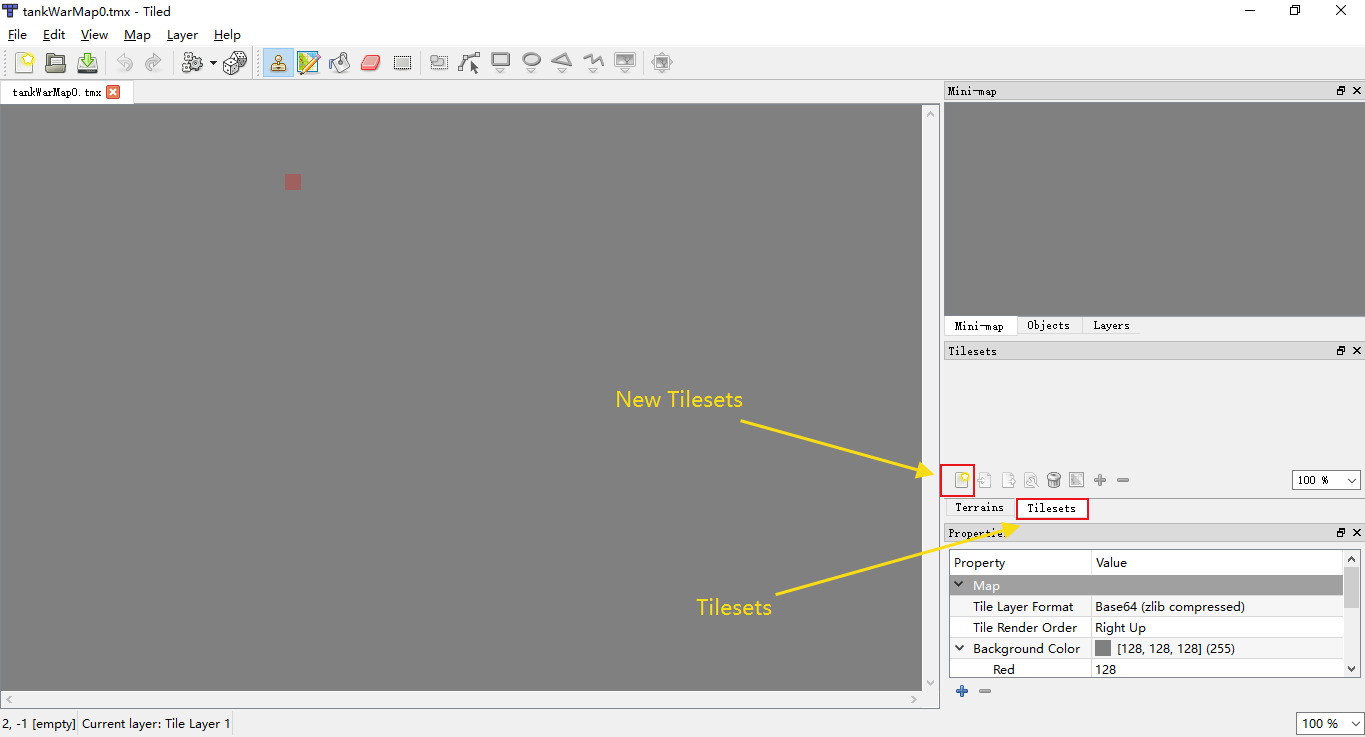 tankWarMap0.tmx - Tiled
File Edit View Map Layer Help
tankWarMap0.tmx
Mini-map
Mini-map Objects Layers
Tilesets
New Tilesets
100 %
Terrains Tilesets
Properties
Property Value
Map
Tile Layer Format Base64 (zlib compressed)
Tilesets
Tile Render Order Right Up
Background Color [128, 128, 128] (255)
Red 128
2, -1 [empty] Current layer: Tile Layer 1
100 %